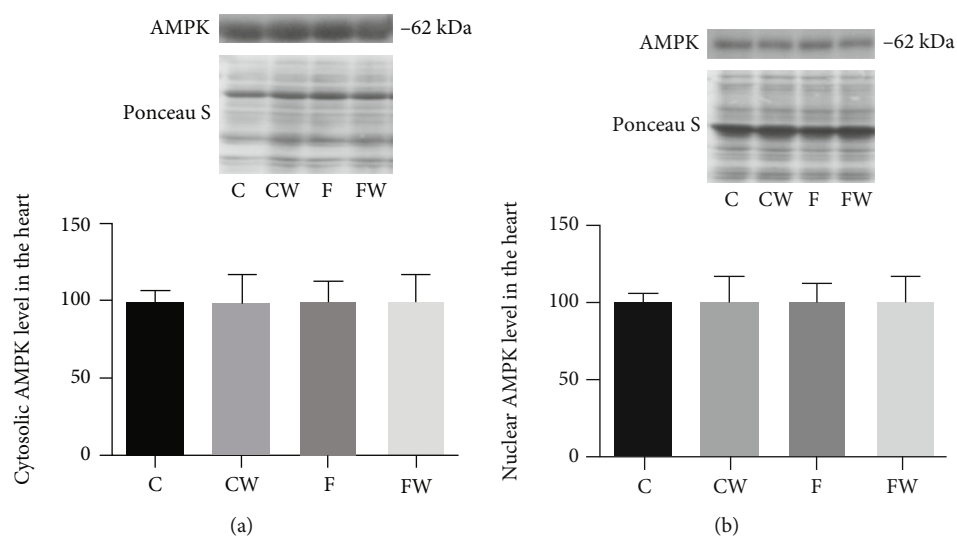 AMPK
–62 kDa
Ponceau S
C CW F FW
Cytosolic AMPK level in the heart
150
100
50
0
C CW F FW
(a)
AMPK
–62 kDa
Ponceau S
C CW F FW
Nuclear AMPK level in the heart
150
100
50
0
C CW F FW
(b)